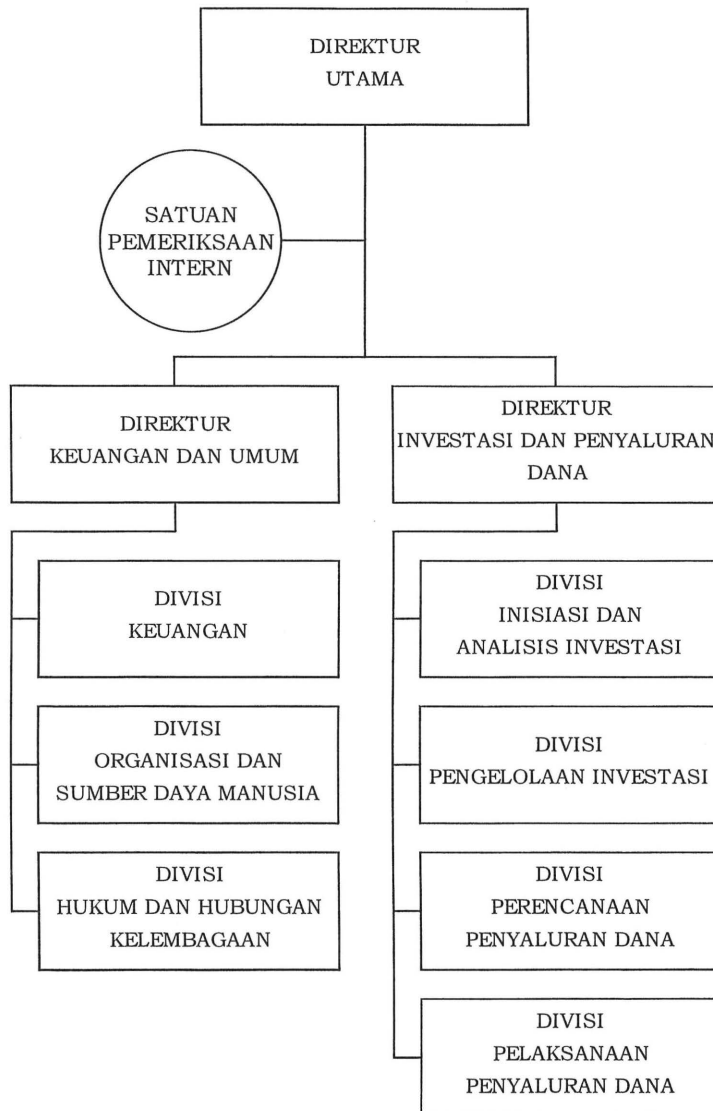 DIREKTUR
UTAMA
SATUAN
PEMERIKSAAN
INTERN
DIREKTUR
KEUANGAN DAN UMUM
DIREKTUR
INVESTASI DAN PENYALURAN
DANA
DIVISI
KEUANGAN
DIVISI
ORGANISASI DAN
SUMBER DAYA MANUSIA
DIVISI
HUKUM DAN HUBUNGAN
KELEMBAGAAN
DIVISI
INISIASI DAN
ANALISIS INVESTASI
DIVISI
PENGELOLAAN INVESTASI
DIVISI
PERENCANAAN
PENYALURAN DANA
DIVISI
PELAKSANAAN
PENYALURAN DANA